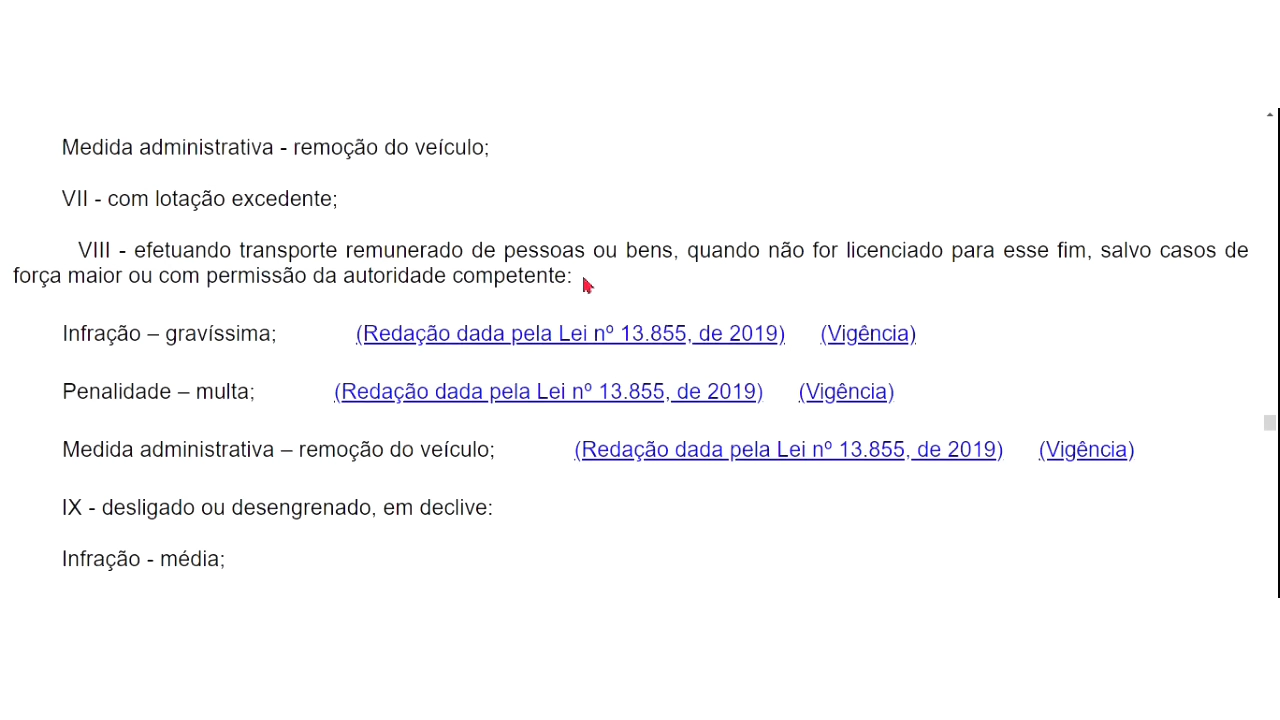 Medida administrativa - remoção do veículo;
VII - com lotação excedente;
VIII - efetuando transporte remunerado de pessoas ou bens, quando não for licenciado para esse fim, salvo casos de
força maior ou com permissão da autoridade competente:
Infração – gravíssima; (Redação dada pela Lei nº 13.855, de 2019) (Vigência)
Penalidade – multa; (Redação dada pela Lei nº 13.855, de 2019) (Vigência)
Medida administrativa – remoção do veículo; (Redação dada pela Lei nº 13.855, de 2019) (Vigência)
IX - desligado ou desengrenado, em declive:
Infração - média;